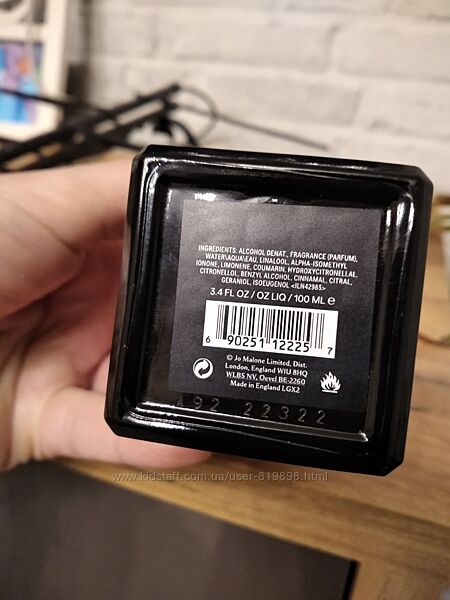 INGREDIENTS: ALCOHOL DENAT., FRAGRANCE (PARFUM),
WATER\AQUA\EAU, LINALOOL, ALPHA-ISOMETHYL
IONONE, LIMONENE, COUMARIN, HYDROXYCITRONELLAL,
CITRONELLOL, BENZYL ALCOHOL, CINNAMAL, CITRAL,
GERANIOL, ISOEUGENOL <ILN42985>
3.4 FL OZ / OZ LIQ / 100 ML e
6 90251 12225 7
© Jo Malone Limited, Dist.
London, England W1U 8HQ
WLBS NV, Oevel BE-2260
Made in England LGX2
92 22322
www.kidstaff.com.ua/user-819898.html